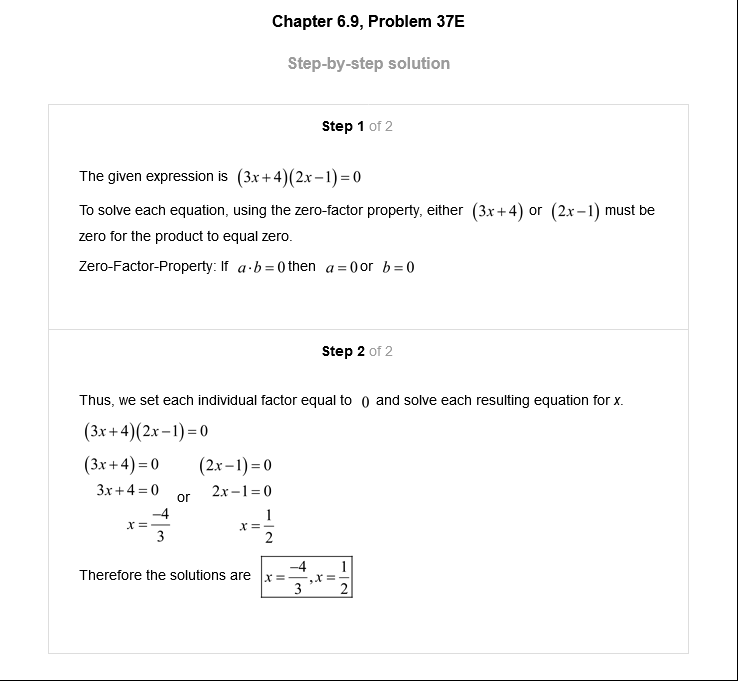 Chapter 6.9, Problem 37E
Step-by-step solution
Step 1 of 2
The given expression is (3x+4)(2x−1)=0
To solve each equation, using the zero-factor property, either (3x+4) or (2x−1) must be
zero for the product to equal zero.
Zero-Factor-Property: If a·b=0 then a=0 or b=0
Step 2 of 2
Thus, we set each individual factor equal to 0 and solve each resulting equation for x.
(3x+4)(2x−1)=0
(3x+4)=0 (2x−1)=0
3x+4=0 or 2x−1=0
x=−4/3 x=1/2
Therefore the solutions are x=−4/3, x=1/2